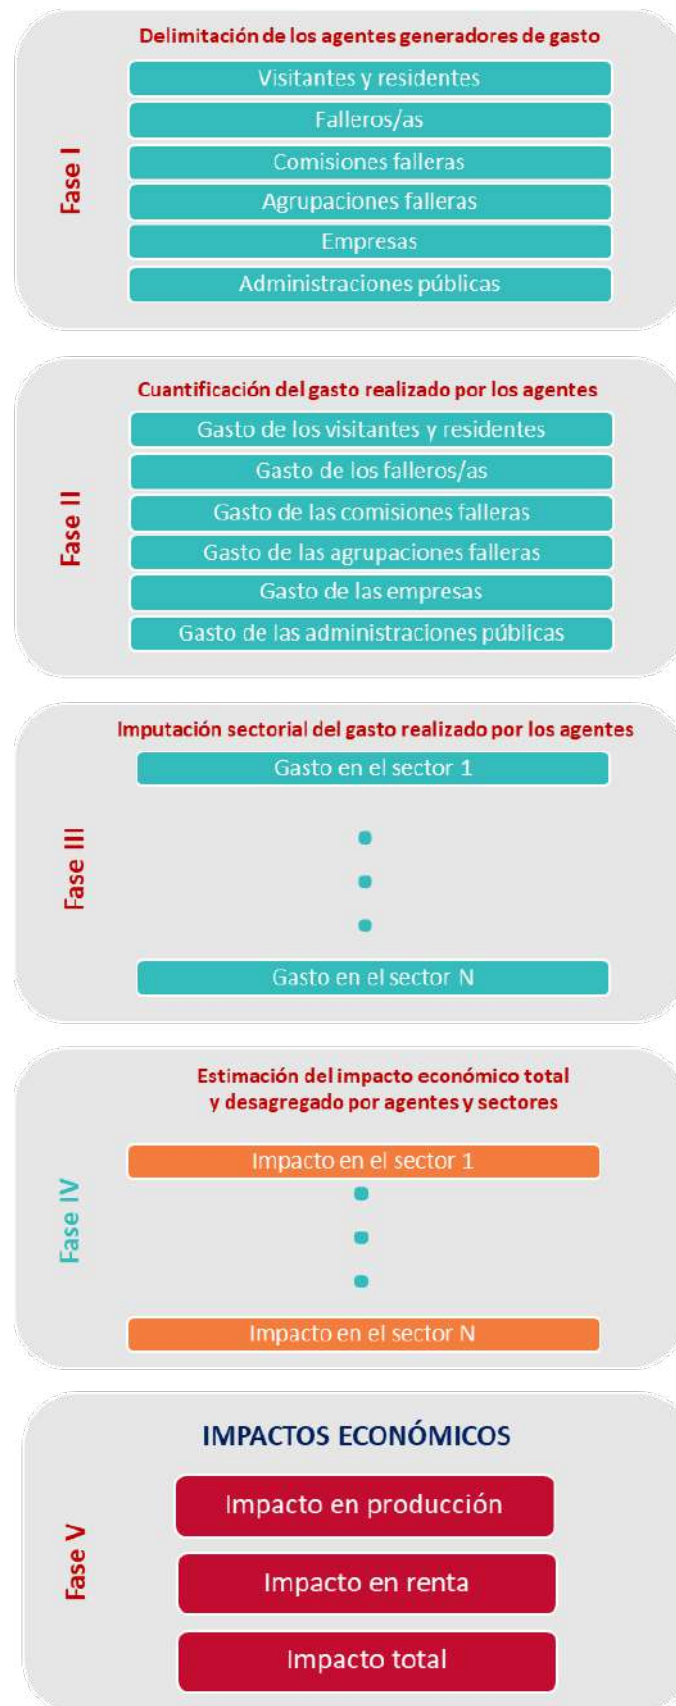 Delimitación de los agentes generadores de gasto
Fase I
Visitantes y residentes
Falleros/as
Comisiones falleras
Agrupaciones falleras
Empresas
Administraciones públicas
Cuantificación del gasto realizado por los agentes
Fase II
Gasto de los visitantes y residentes
Gasto de los falleros/as
Gasto de las comisiones falleras
Gasto de las agrupaciones falleras
Gasto de las empresas
Gasto de las administraciones públicas
Imputación sectorial del gasto realizado por los agentes
Fase III
Gasto en el sector 1
Gasto en el sector N
Estimación del impacto económico total
y desagregado por agentes y sectores
Fase IV
Impacto en el sector 1
Impacto en el sector N
IMPACTOS ECONÓMICOS
Fase V
Impacto en producción
Impacto en renta
Impacto total